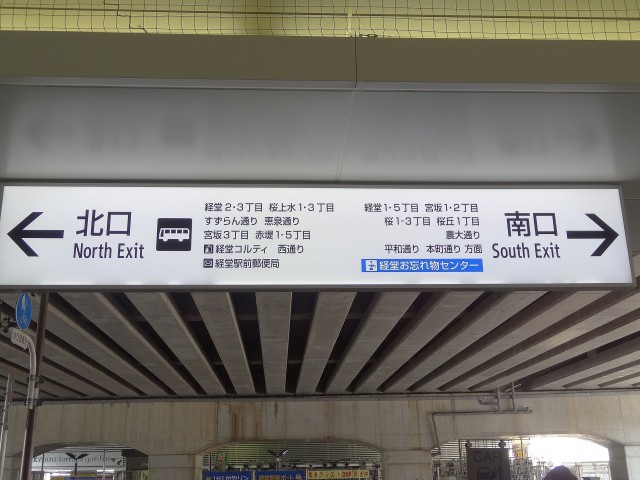 北口
North Exit
経堂2・3丁目 桜上水1・3丁目
すずらん通り 恵泉通り
宮坂3丁目 赤堤1・5丁目
経堂コルティ 西通り
経堂駅前郵便局
経堂1・5丁目 宮坂1・2丁目
桜1・3丁目 桜丘1丁目
農大通り
平和通り 本町通り 方面
経堂お忘れ物センター
南口
South Exit